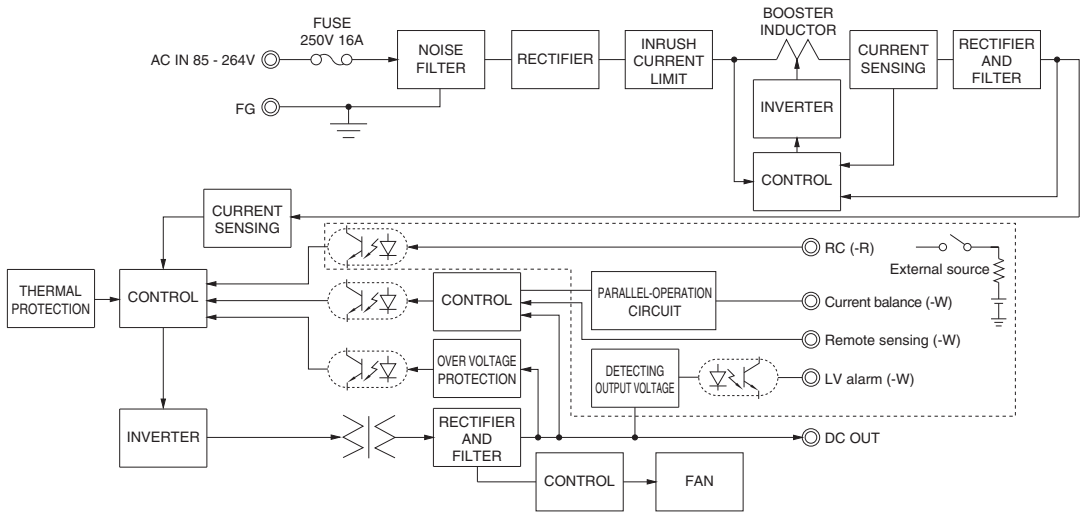 FUSE
250V 16A
AC IN 85 - 264V
FG
NOISE
FILTER
RECTIFIER
INRUSH
CURRENT
LIMIT
BOOSTER
INDUCTOR
INVERTER
CONTROL
CURRENT
SENSING
RECTIFIER
AND
FILTER
CURRENT
SENSING
THERMAL
PROTECTION
CONTROL
CONTROL
PARALLEL-OPERATION
CIRCUIT
RC (-R)
External source
Current balance (-W)
Remote sensing (-W)
OVER VOLTAGE
PROTECTION
DETECTING
OUTPUT VOLTAGE
LV alarm (-W)
INVERTER
RECTIFIER
AND
FILTER
DC OUT
CONTROL
FAN